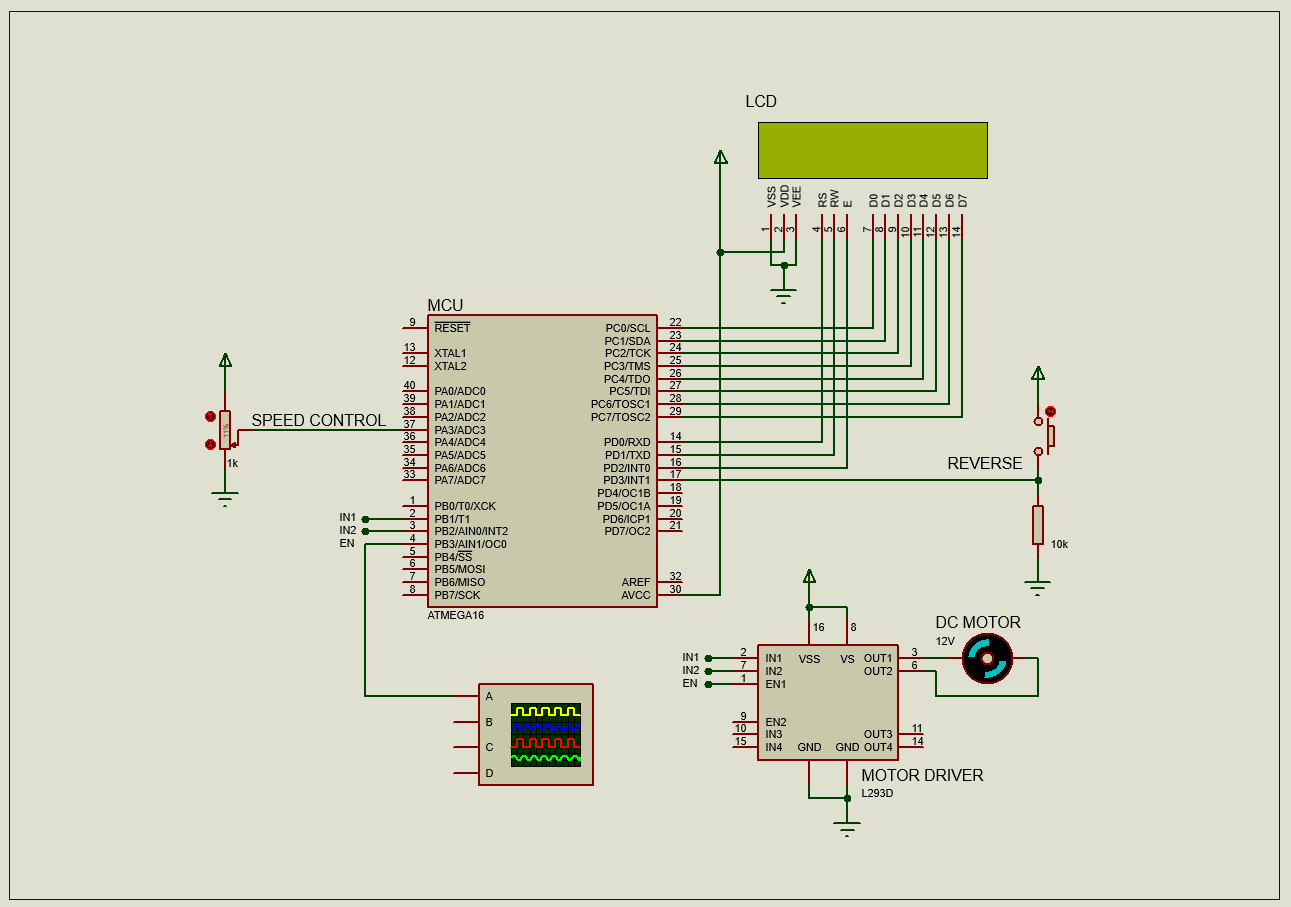 LCD
VSS
VDD
VEE
RS
RW
E
D0
D1
D2
D3
D4
D5
D6
D7
1
2
3
4
5
6
7
8
9
10
11
12
13
14
MCU
9 RESET
13 XTAL1
12 XTAL2
40 PA0/ADC0
39 PA1/ADC1
38 PA2/ADC2
37 PA3/ADC3
36 PA4/ADC4
35 PA5/ADC5
34 PA6/ADC6
33 PA7/ADC7
1 PB0/T0/XCK
2 PB1/T1
3 PB2/AIN0/INT2
4 PB3/AIN1/OC0
5 PB4/SS
6 PB5/MOSI
7 PB6/MISO
8 PB7/SCK
PC0/SCL 22
PC1/SDA 23
PC2/TCK 24
PC3/TMS 25
PC4/TDO 26
PC5/TDI 27
PC6/TOSC1 28
PC7/TOSC2 29
PD0/RXD 14
PD1/TXD 15
PD2/INT0 16
PD3/INT1 17
PD4/OC1B 18
PD5/OC1A 19
PD6/ICP1 20
PD7/OC2 21
AREF 32
AVCC 30
ATMEGA16
SPEED CONTROL
11%
1k
IN1
IN2
EN
REVERSE
10k
A
B
C
D
DC MOTOR
12V
16
8
IN1
IN2
EN
2 IN1
7 IN2
1 EN1
9 EN2
10 IN3
15 IN4
VSS
VS
OUT1 3
OUT2 6
OUT3 11
OUT4 14
GND
GND
MOTOR DRIVER
L293D